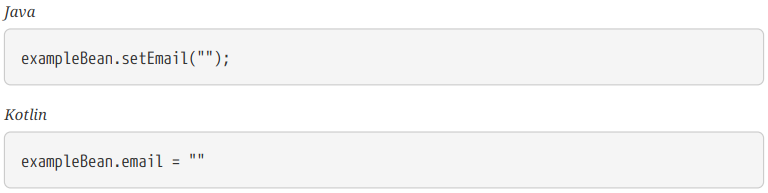 Java
exampleBean.setEmail("");
Kotlin
exampleBean.email = ""